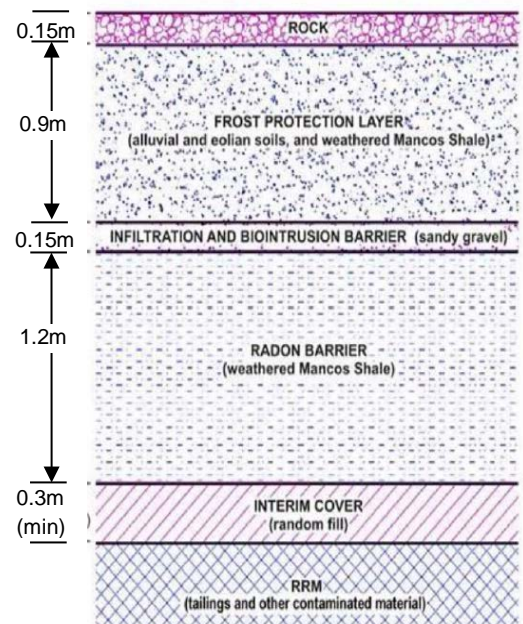 0.15m
ROCK
0.9m
FROST PROTECTION LAYER
(alluvial and eolian soils, and weathered Mancos Shale)
0.15m
INFILTRATION AND BIOINTRUSION BARRIER (sandy gravel)
1.2m
RADON BARRIER
(weathered Mancos Shale)
0.3m
(min)
)
INTERIM COVER
(random fill)
RRM
(tailings and other contaminated material)